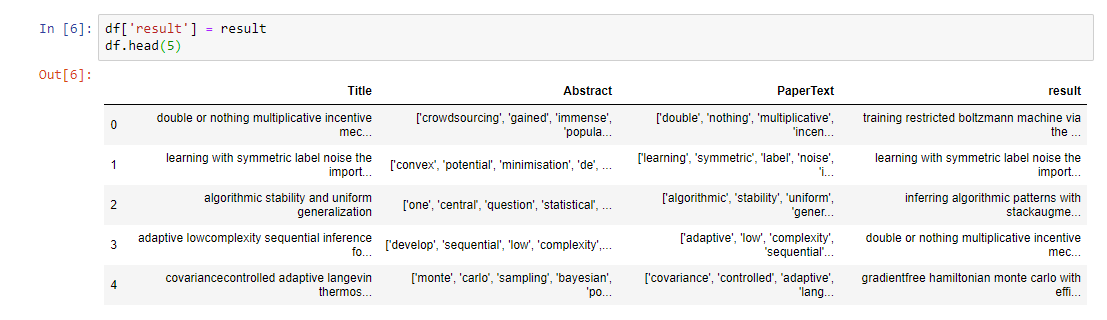 In [6]: df['result'] = result
df.head(5)
Out[6]:
Title Abstract PaperText result
0 double or nothing multiplicative incentive mec... ['crowdsourcing', 'gained', 'immense', 'popula... ['double', 'nothing', 'multiplicative', 'incen... training restricted boltzmann machine via the ...
1 learning with symmetric label noise the import... ['convex', 'potential', 'minimisation', 'de', ... ['learning', 'symmetric', 'label', 'noise', 'i... learning with symmetric label noise the import...
2 algorithmic stability and uniform generalization ['one', 'central', 'question', 'statistical', ... ['algorithmic', 'stability', 'uniform', 'gener... inferring algorithmic patterns with stackaugme...
3 adaptive lowcomplexity sequential inference fo... ['develop', 'sequential', 'low', 'complexity',... ['adaptive', 'low', 'complexity', 'sequential'... double or nothing multiplicative incentive mec...
4 covariancecontrolled adaptive langevin thermos... ['monte', 'carlo', 'sampling', 'bayesian', 'po... ['covariance', 'controlled', 'adaptive', 'lang... gradientfree hamiltonian monte carlo with effi...